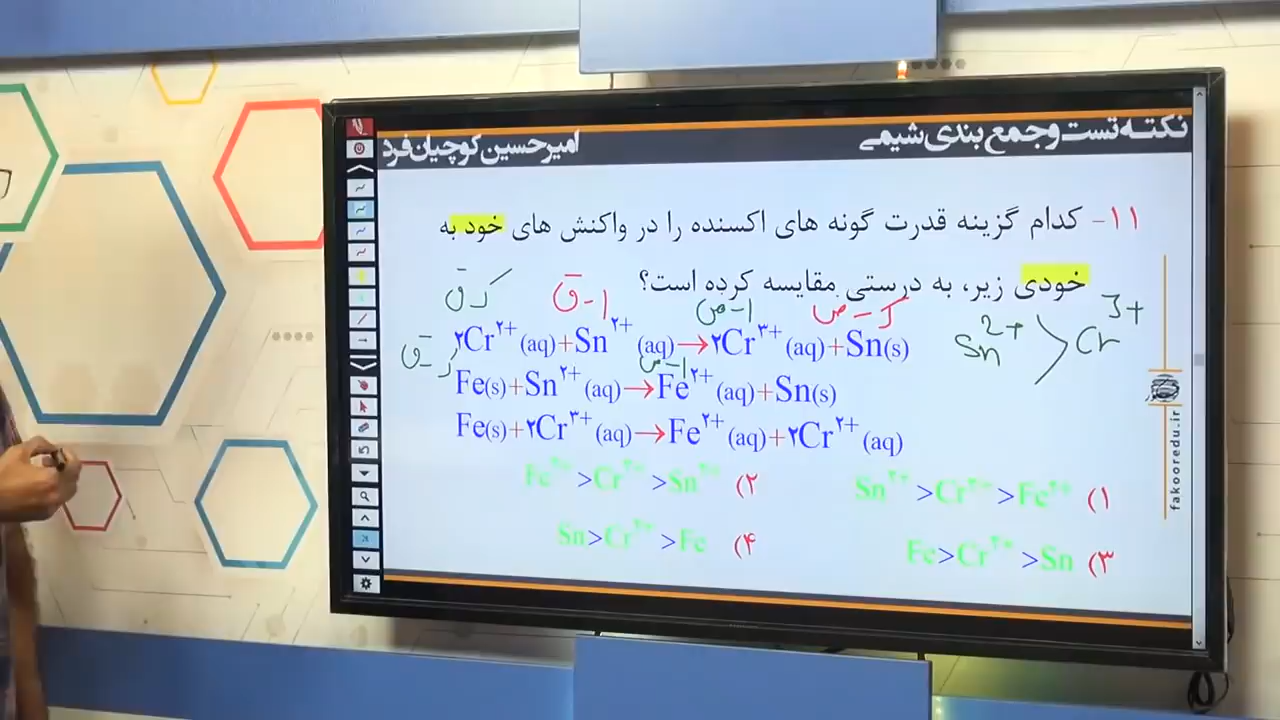 نکته تست و جمع بندی شیمی
امیرحسین کوچیان فرد
۱۱- کدام گزینه قدرت گونه های اکسنده را در واکنش های خود به
خودی زیر، به درستی مقایسه کرده است؟
ک ق
ا-ق
ا-ض
ک-ض
۲Cr²⁺(aq)+Sn²⁺(aq)→۲Cr³⁺(aq)+Sn(s)
Sn²⁺ > Cr³⁺
ک-ق
ا-ض
Fe(s)+Sn²⁺(aq)→Fe²⁺(aq)+Sn(s)
Fe(s)+۲Cr³⁺(aq)→Fe²⁺(aq)+۲Cr²⁺(aq)
۱) Sn²⁺>Cr³⁺>Fe²⁺
۲) Fe²⁺>Cr³⁺>Sn²⁺
۳) Fe>Cr²⁺>Sn
۴) Sn>Cr²⁺>Fe
fakooredu.ir